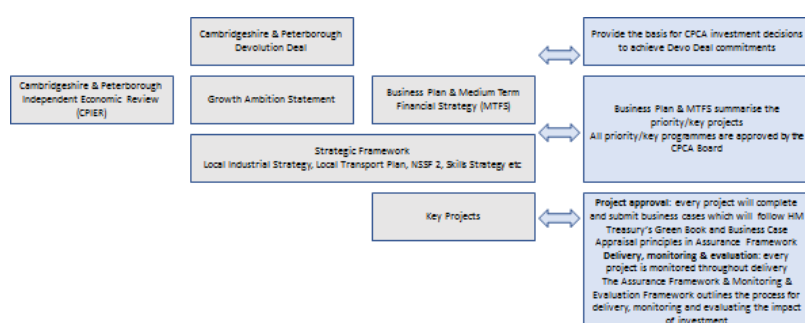 Cambridgeshire & Peterborough
Devolution Deal
Provide the basis for CPCA investment decisions
to achieve Devo Deal commitments
Cambridgeshire & Peterborough
Independent Economic Review
(CPIER)
Growth Ambition Statement
Business Plan & Medium Term
Financial Strategy (MTFS)
Business Plan & MTFS summarise the
priority/key projects
All priority/key programmes are approved by the
CPCA Board
Strategic Framework
Local Industrial Strategy, Local Transport Plan, NSSF 2, Skills Strategy etc
Key Projects
Project approval: every project will complete
and submit business cases which will follow HM
Treasury's Green Book and Business Case
Appraisal principles in Assurance Framework
Delivery, monitoring & evaluation: every
project is monitored throughout delivery
The Assurance Framework & Monitoring &
Evaluation Framework outlines the process for
delivery, monitoring and evaluating the impact
of investment